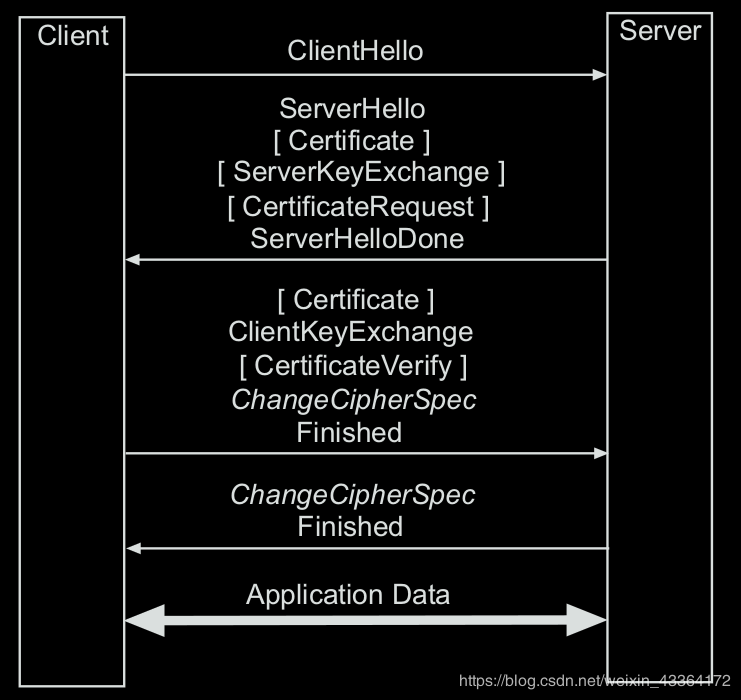 Client
Server
ClientHello
ServerHello
[ Certificate ]
[ ServerKeyExchange ]
[ CertificateRequest ]
ServerHelloDone
[ Certificate ]
ClientKeyExchange
[ CertificateVerify ]
ChangeCipherSpec
Finished
ChangeCipherSpec
Finished
Application Data
https://blog.csdn.net/weixin_43364172